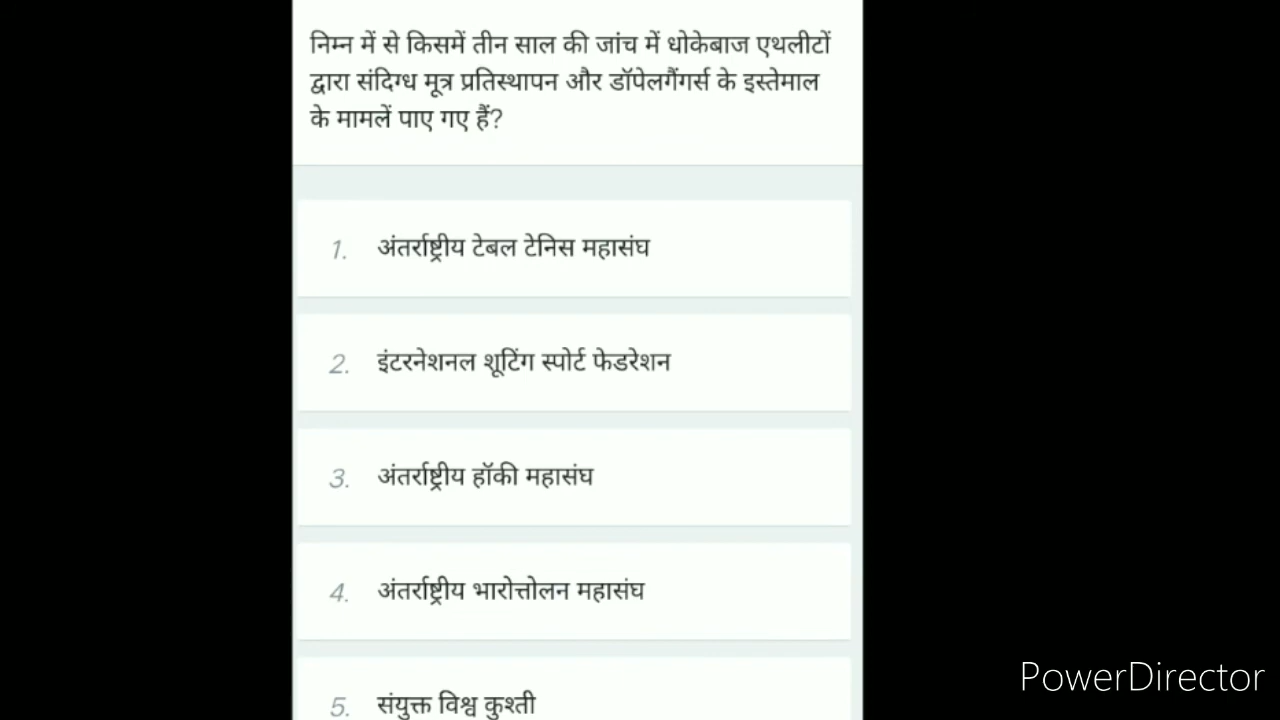 निम्न में से किसमें तीन साल की जांच में धोकेबाज एथलीटों
द्वारा संदिग्ध मूत्र प्रतिस्थापन और डॉपेलगैंगर्स के इस्तेमाल
के मामलें पाए गए हैं?
1. अंतर्राष्ट्रीय टेबल टेनिस महासंघ
2. इंटरनेशनल शूटिंग स्पोर्ट फेडरेशन
3. अंतर्राष्ट्रीय हॉकी महासंघ
4. अंतर्राष्ट्रीय भारोत्तोलन महासंघ
5. संयुक्त विश्व कुश्ती
PowerDirector